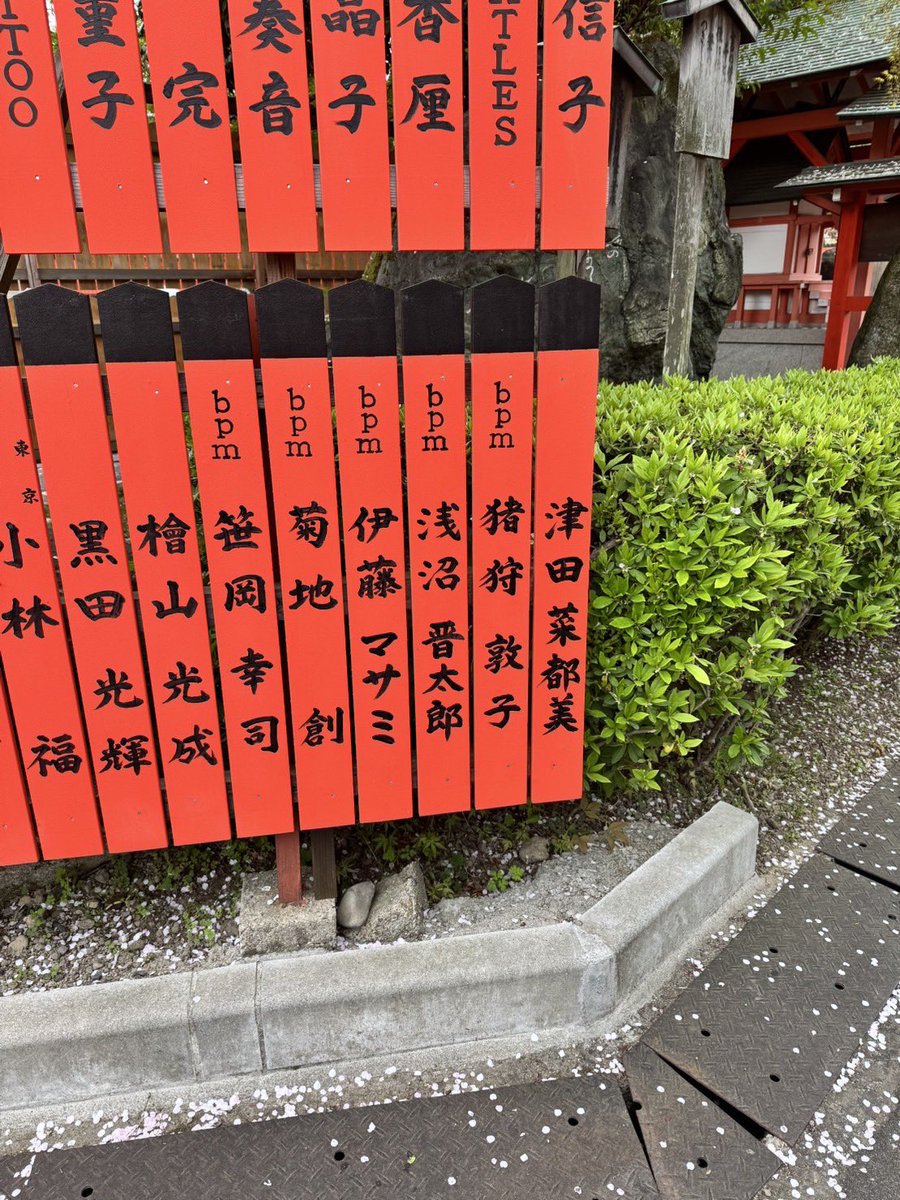 信子
TLES
香厘
晶子
奏音
完
童子
津田 菜都美
bpm 猪狩 敦子
bpm 浅沼 晋太郎
bpm 伊藤 マサミ
bpm 菊地 創
bpm 笹岡 幸司
檜山 光成
黒田 光輝
東京 小林 福